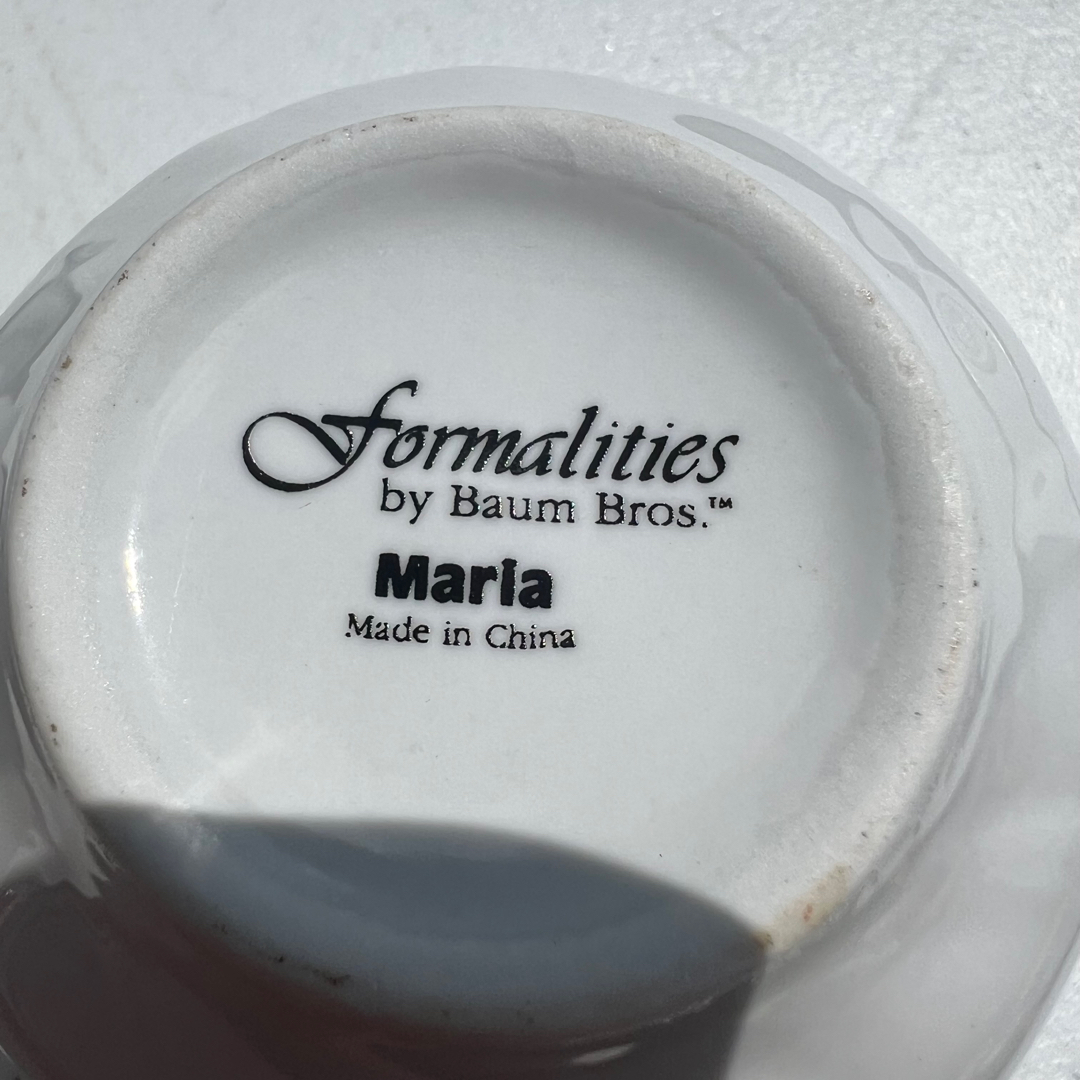 Formalities
by Baum Bros.™
Maria
Made in China